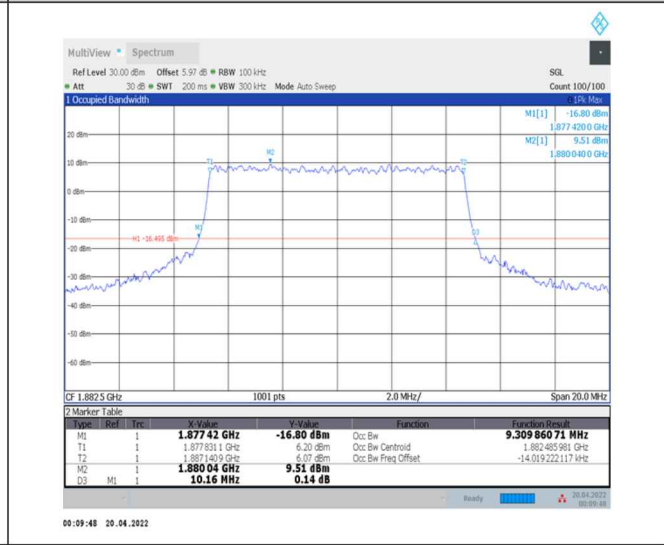 MultiView Spectrum
Ref Level 30.00 dBm Offset 5.97 dB RBW 100 kHz SGL
Att 30 dB SWT 200 ms VBW 300 kHz Mode Auto Sweep Count 100/100
1 Occupied Bandwidth 1Pk Max
M1[1] -16.80 dBm
1.877 420 0 GHz
M2[1] 9.51 dBm
1.880 040 0 GHz
20 dBm
M2
T1
T2
10 dBm
0 dBm
-10 dBm
M1
D3
H1 -16.495 dBm
-20 dBm
-30 dBm
-40 dBm
-50 dBm
-60 dBm
CF 1.882 5 GHz 1001 pts 2.0 MHz/ Span 20.0 MHz
2 Marker Table
Type Ref Trc X-Value Y-Value Function Function Result
M1 1 1.877 42 GHz -16.80 dBm Occ Bw 9.309 860 71 MHz
T1 1 1.877 831 1 GHz 6.20 dBm Occ Bw Centroid 1.882 485 981 GHz
T2 1 1.887 140 9 GHz 6.07 dBm Occ Bw Freq Offset -14.019 222 117 kHz
M2 1 1.880 04 GHz 9.51 dBm
D3 M1 1 10.16 MHz 0.14 dB
Ready 20.04.2022
00:09:48
00:09:48 20.04.2022